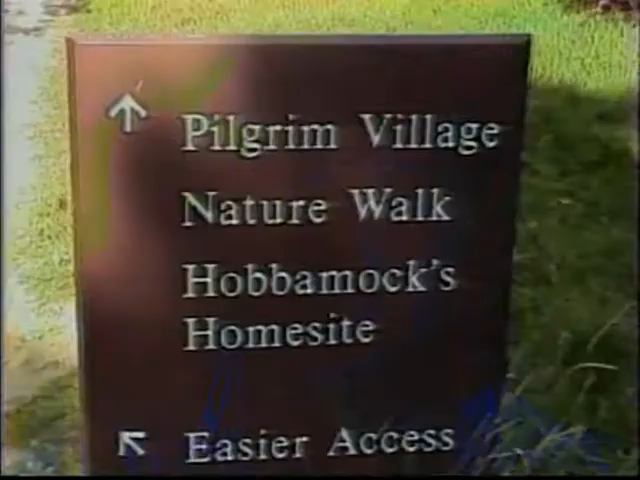 Pilgrim Village
Nature Walk
Hobbamock's
Homesite
Easier Access